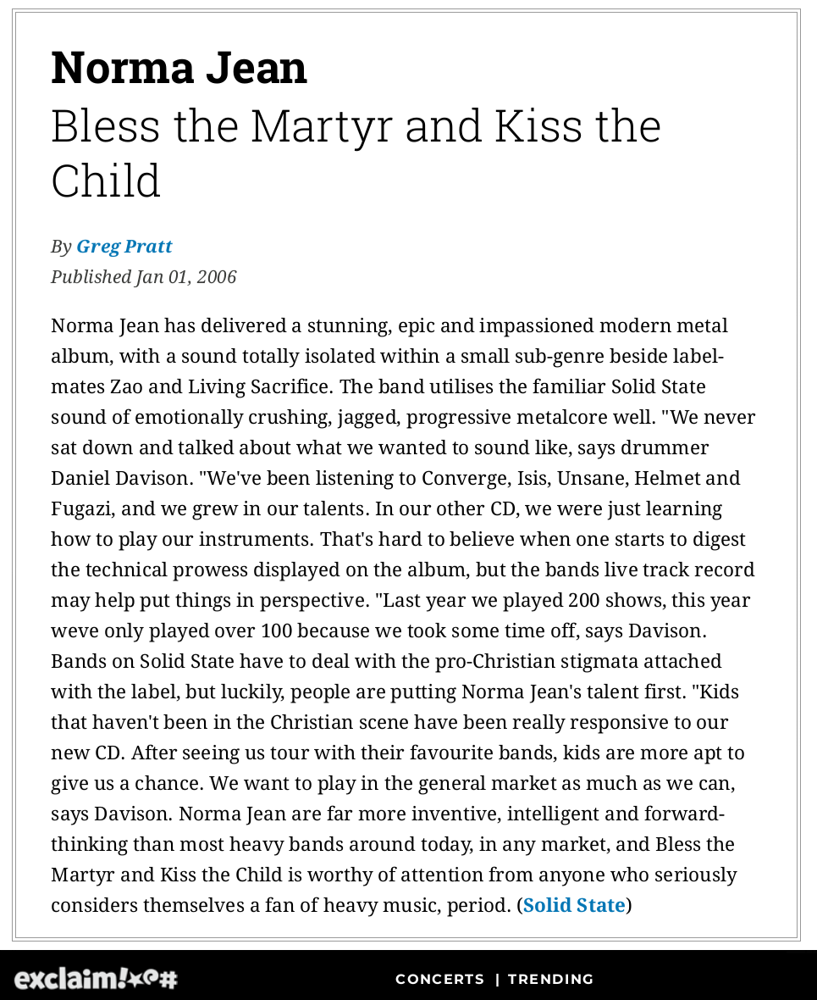 Norma Jean
Bless the Martyr and Kiss the
Child
By Greg Pratt
Published Jan 01, 2006
Norma Jean has delivered a stunning, epic and impassioned modern metal
album, with a sound totally isolated within a small sub-genre beside label-
mates Zao and Living Sacrifice. The band utilises the familiar Solid State
sound of emotionally crushing, jagged, progressive metalcore well. "We never
sat down and talked about what we wanted to sound like, says drummer
Daniel Davison. "We've been listening to Converge, Isis, Unsane, Helmet and
Fugazi, and we grew in our talents. In our other CD, we were just learning
how to play our instruments. That's hard to believe when one starts to digest
the technical prowess displayed on the album, but the bands live track record
may help put things in perspective. "Last year we played 200 shows, this year
weve only played over 100 because we took some time off, says Davison.
Bands on Solid State have to deal with the pro-Christian stigmata attached
with the label, but luckily, people are putting Norma Jean's talent first. "Kids
that haven't been in the Christian scene have been really responsive to our
new CD. After seeing us tour with their favourite bands, kids are more apt to
give us a chance. We want to play in the general market as much as we can,
says Davison. Norma Jean are far more inventive, intelligent and forward-
thinking than most heavy bands around today, in any market, and Bless the
Martyr and Kiss the Child is worthy of attention from anyone who seriously
considers themselves a fan of heavy music, period. (Solid State)
exclaim!★@#
CONCERTS | TRENDING